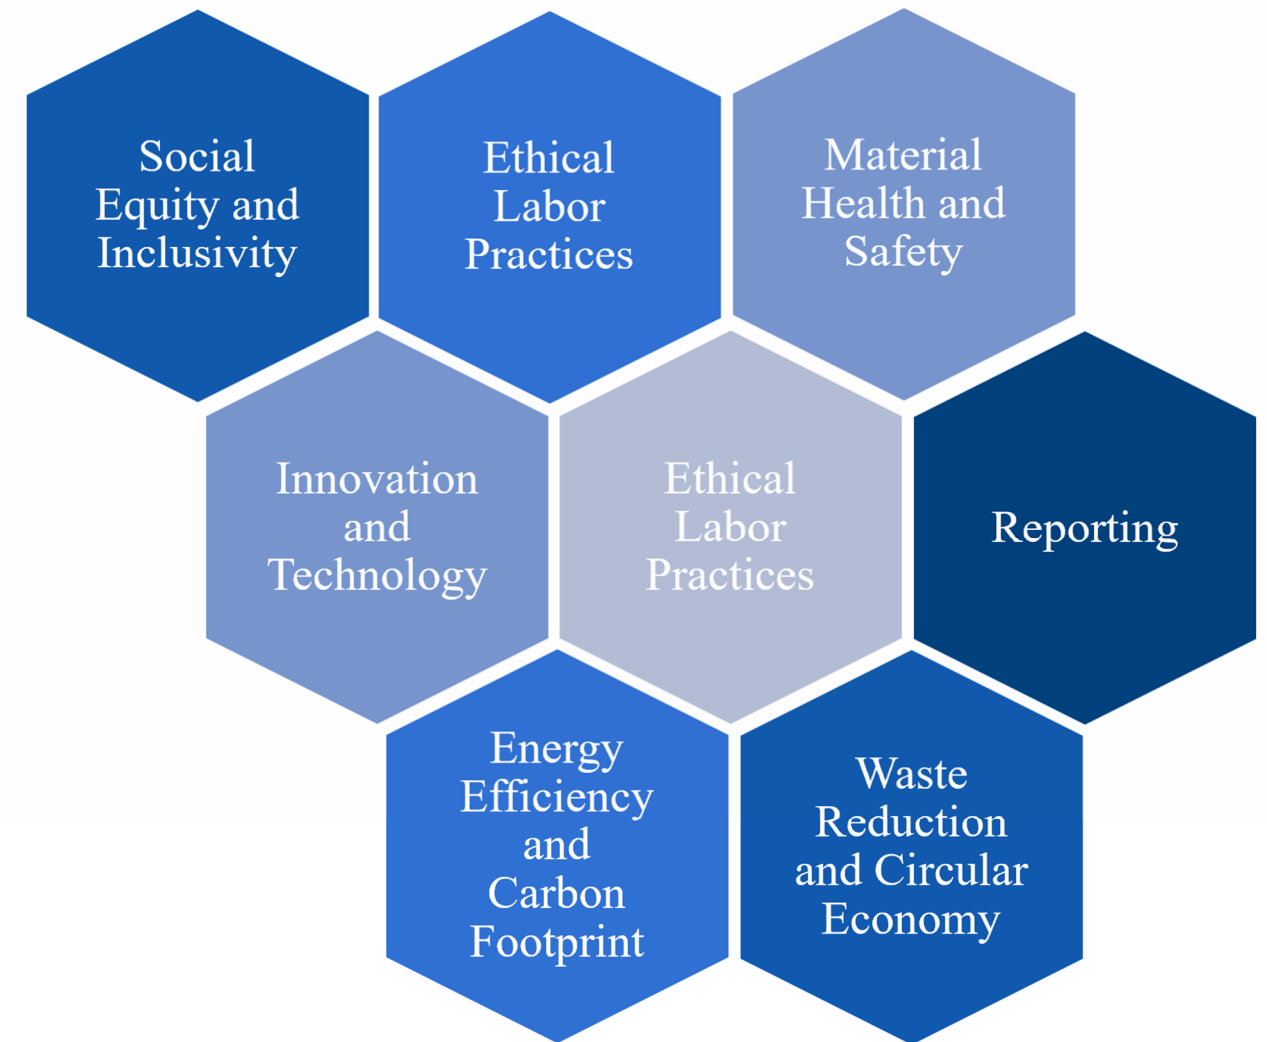 Social
Equity and
Inclusivity
Ethical
Labor
Practices
Material
Health and
Safety
Innovation
and
Technology
Ethical
Labor
Practices
Reporting
Energy
Efficiency
and
Carbon
Footprint
Waste
Reduction
and Circular
Economy